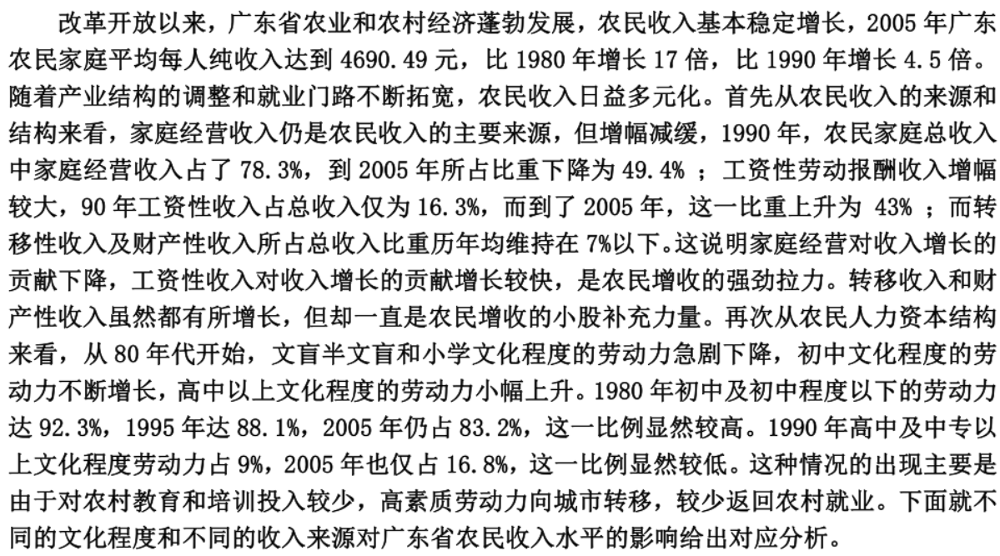 改革开放以来，广东省农业和农村经济蓬勃发展，农民收入基本稳定增长，2005 年广东
农民家庭平均每人纯收入达到 4690.49 元，比 1980 年增长 17 倍，比 1990 年增长 4.5 倍。
随着产业结构的调整和就业门路不断拓宽，农民收入日益多元化。首先从农民收入的来源和
结构来看，家庭经营收入仍是农民收入的主要来源，但增幅减缓，1990 年，农民家庭总收入
中家庭经营收入占了 78.3%，到 2005 年所占比重下降为 49.4% ；工资性劳动报酬收入增幅
较大，90 年工资性收入占总收入仅为 16.3%，而到了 2005 年，这一比重上升为 43% ；而转
移性收入及财产性收入所占总收入比重历年均维持在 7%以下。这说明家庭经营对收入增长的
贡献下降，工资性收入对收入增长的贡献增长较快，是农民增收的强劲拉力。转移收入和财
产性收入虽然都有所增长，但却一直是农民增收的小股补充力量。再次从农民人力资本结构
来看，从 80 年代开始，文盲半文盲和小学文化程度的劳动力急剧下降，初中文化程度的劳
动力不断增长，高中以上文化程度的劳动力小幅上升。1980 年初中及初中程度以下的劳动力
达 92.3%，1995 年达 88.1%，2005 年仍占 83.2%，这一比例显然较高。1990 年高中及中专以
上文化程度劳动力占 9%，2005 年也仅占 16.8%，这一比例显然较低。这种情况的出现主要是
由于对农村教育和培训投入较少，高素质劳动力向城市转移，较少返回农村就业。下面就不
同的文化程度和不同的收入来源对广东省农民收入水平的影响给出对应分析。